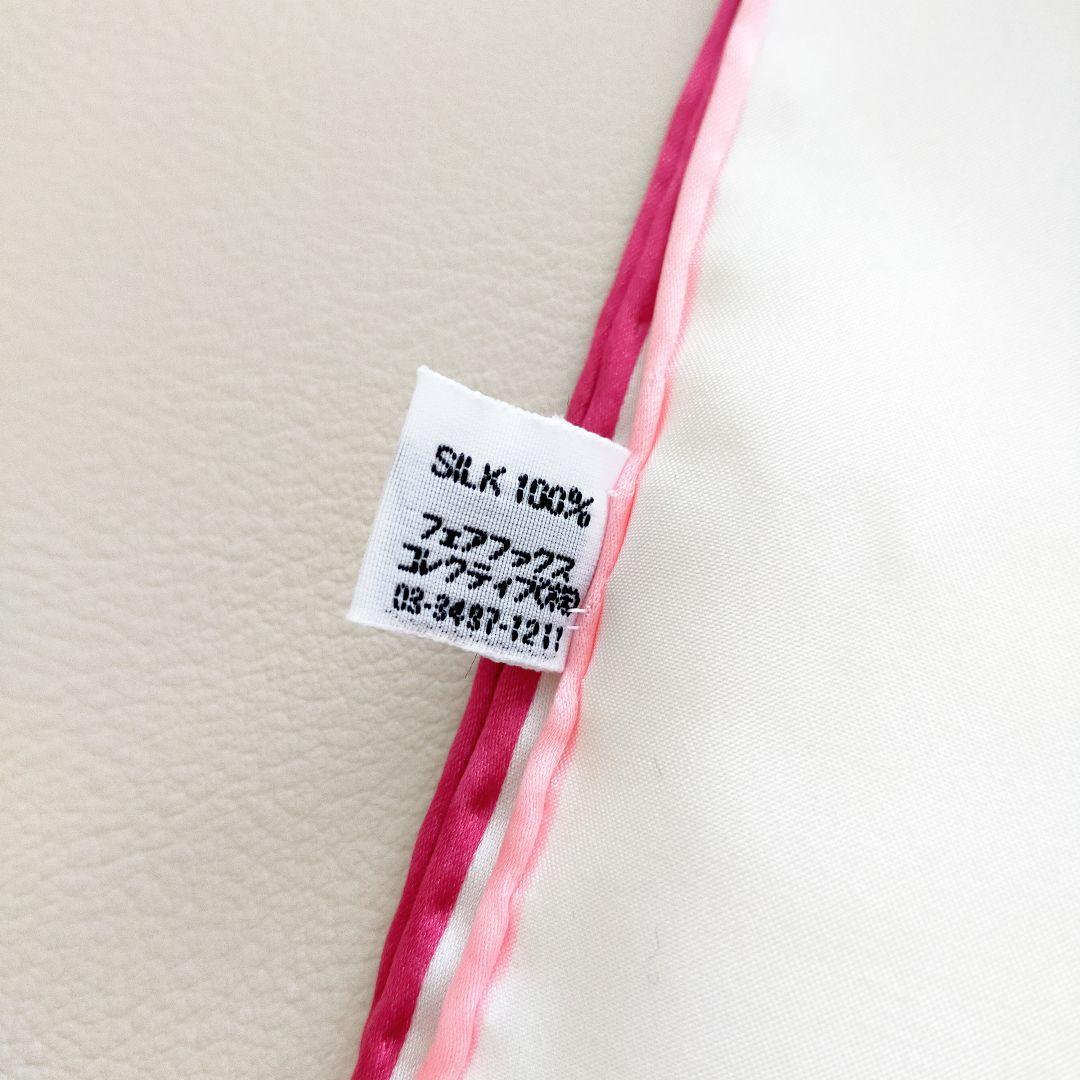 SILK 100%
フェアファックス
コレクティブ(株)
03-3497-1211